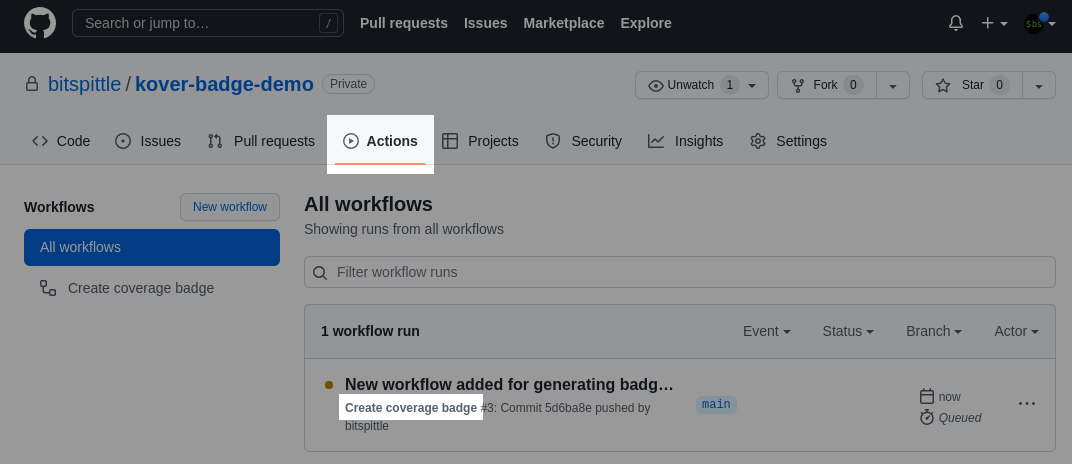 Search or jump to… /
Pull requests Issues Marketplace Explore
$bs
bitspittle / kover-badge-demo Private
Unwatch 1 Fork 0 Star 0
Code Issues Pull requests Actions Projects Security Insights Settings
Workflows New workflow
All workflows
Create coverage badge
All workflows
Showing runs from all workflows
Filter workflow runs
1 workflow run Event Status Branch Actor
New workflow added for generating badg…
Create coverage badge #3: Commit 5d6ba8e pushed by
bitspittle
main
now
Queued